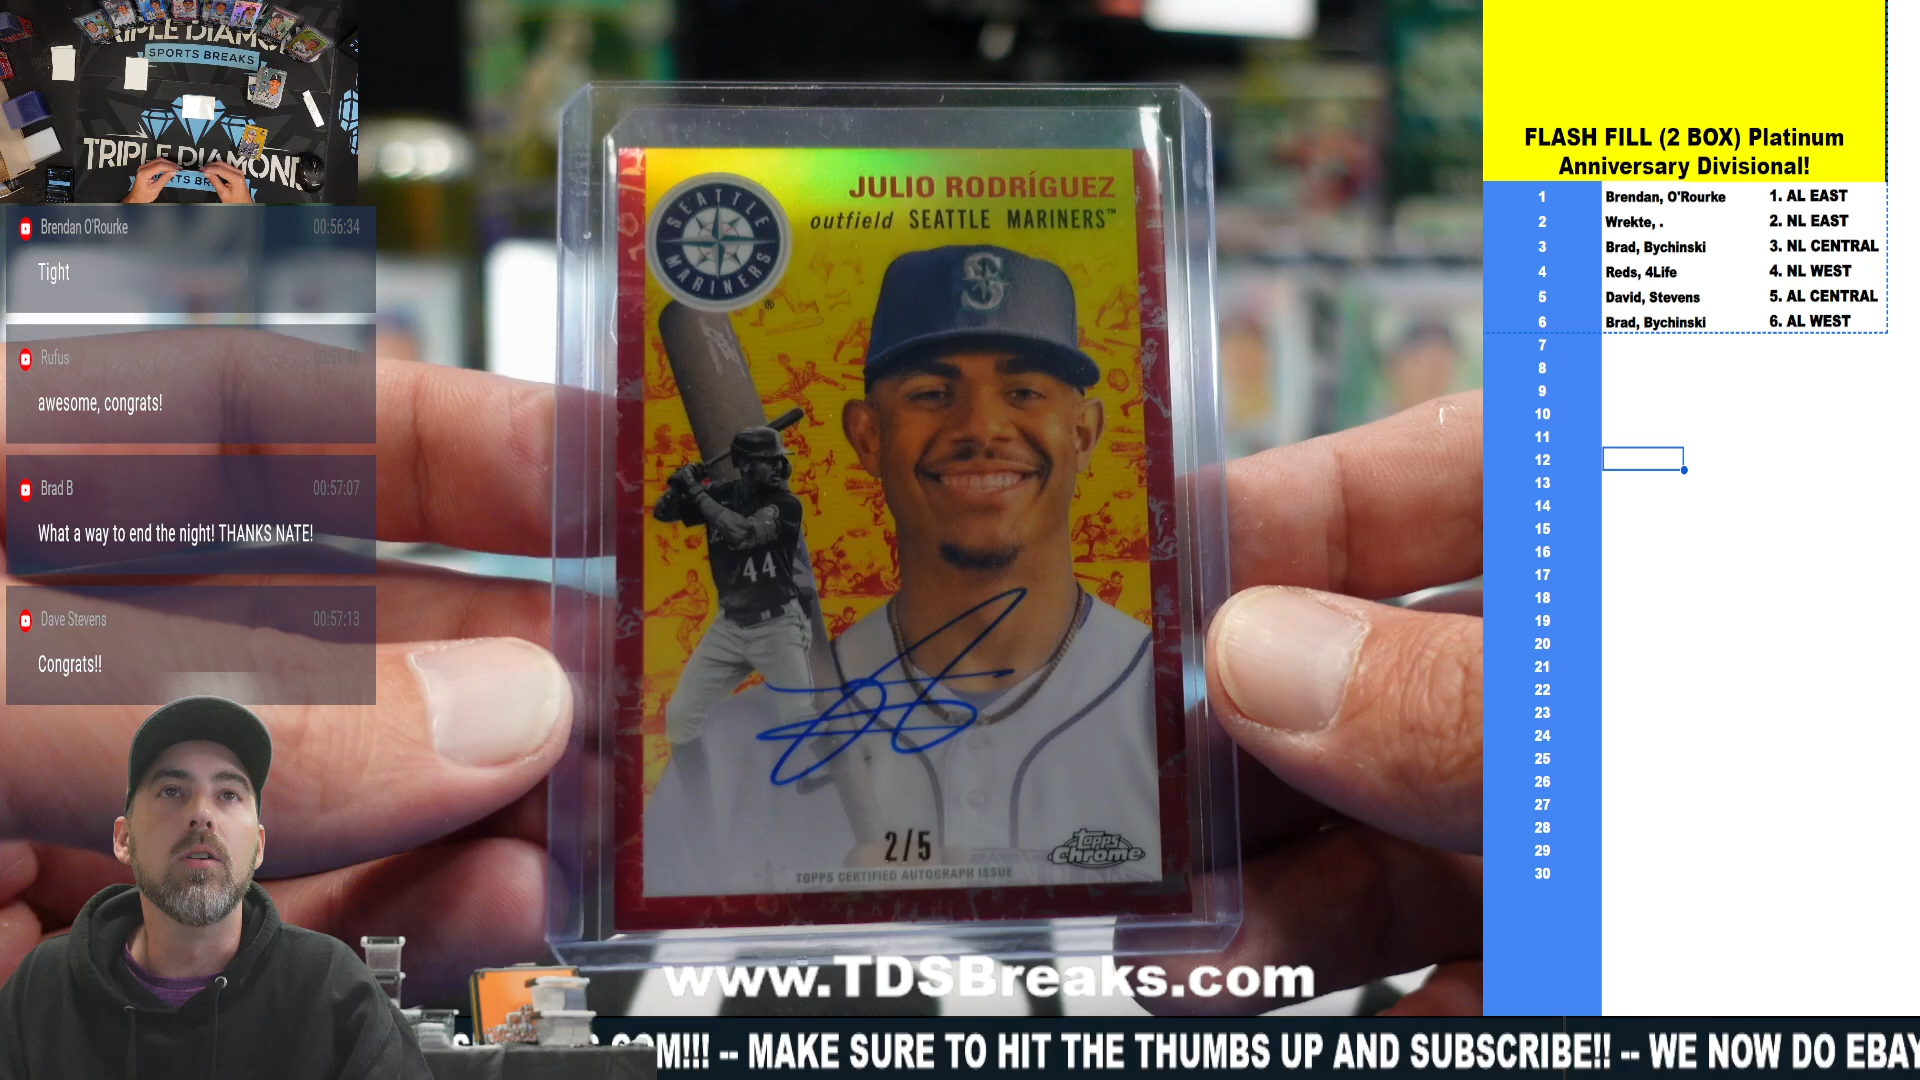 TRIPLE DIAMOND
SPORTS BREAKS
TRIPLE DIAMOND
Brendan O'Rourke 00:56:34
Tight
Rufus
awesome, congrats!
Brad B 00:57:07
What a way to end the night! THANKS NATE!
Dave Stevens 00:57:13
Congrats!!
SEATTLE MARINERS
®
JULIO RODRÍGUEZ
outfield SEATTLE MARINERS™
S
44
2/5
topps Chrome
TOPPS CERTIFIED AUTOGRAPH ISSUE
www.TDSBreaks.com
M!!! -- MAKE SURE TO HIT THE THUMBS UP AND SUBSCRIBE!! -- WE NOW DO EBAY
FLASH FILL (2 BOX) Platinum
Anniversary Divisional!
1 Brendan, O'Rourke 1. AL EAST
2 Wrekte, . 2. NL EAST
3 Brad, Bychinski 3. NL CENTRAL
4 Reds, 4Life 4. NL WEST
5 David, Stevens 5. AL CENTRAL
6 Brad, Bychinski 6. AL WEST
7
8
9
10
11
12
13
14
15
16
17
18
19
20
21
22
23
24
25
26
27
28
29
30